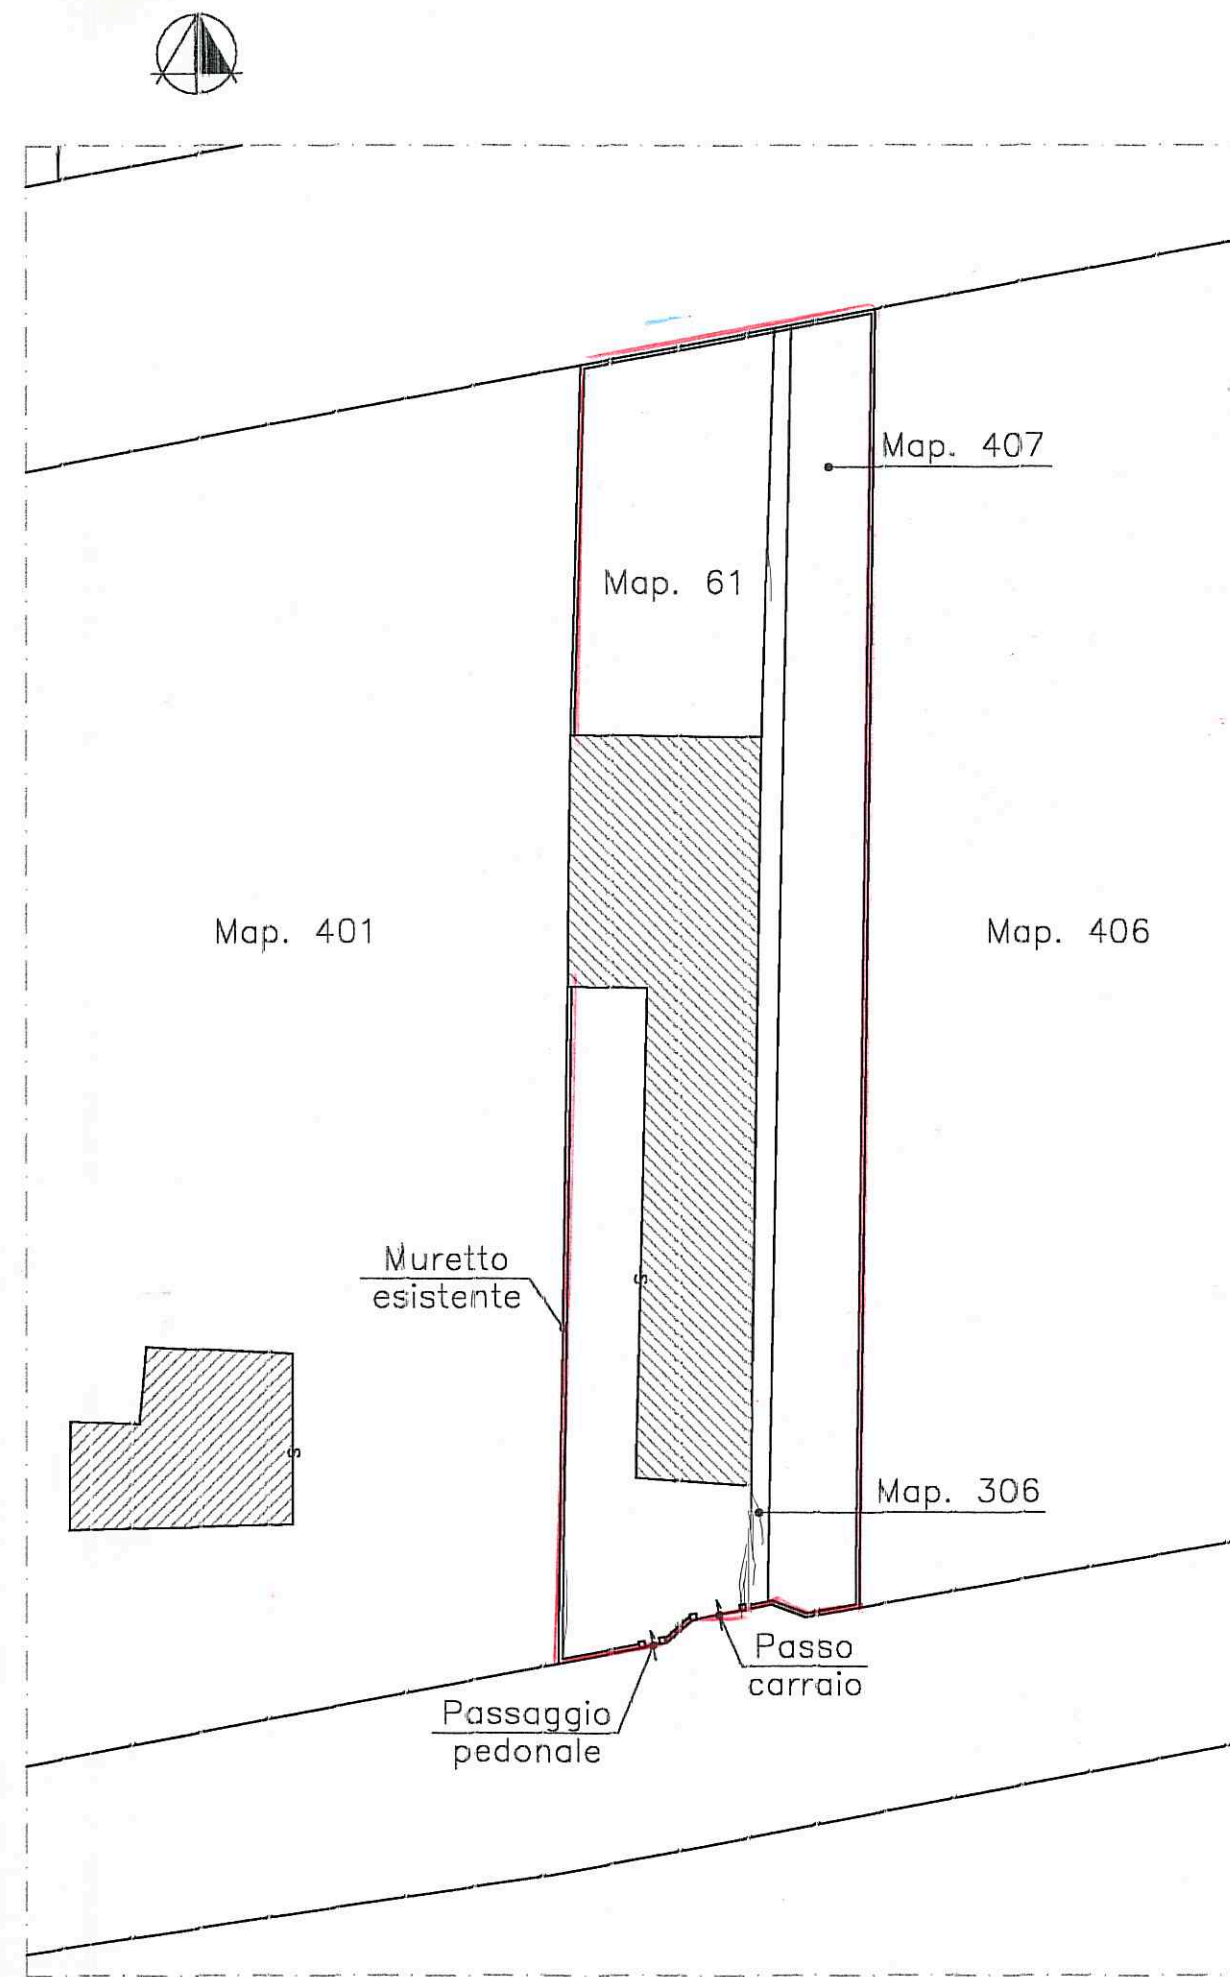 Map. 407
Map. 61
Map. 401
Map. 406
Muretto
esistente
S
S
Map. 306
Passo
carraio
Passaggio
pedonale